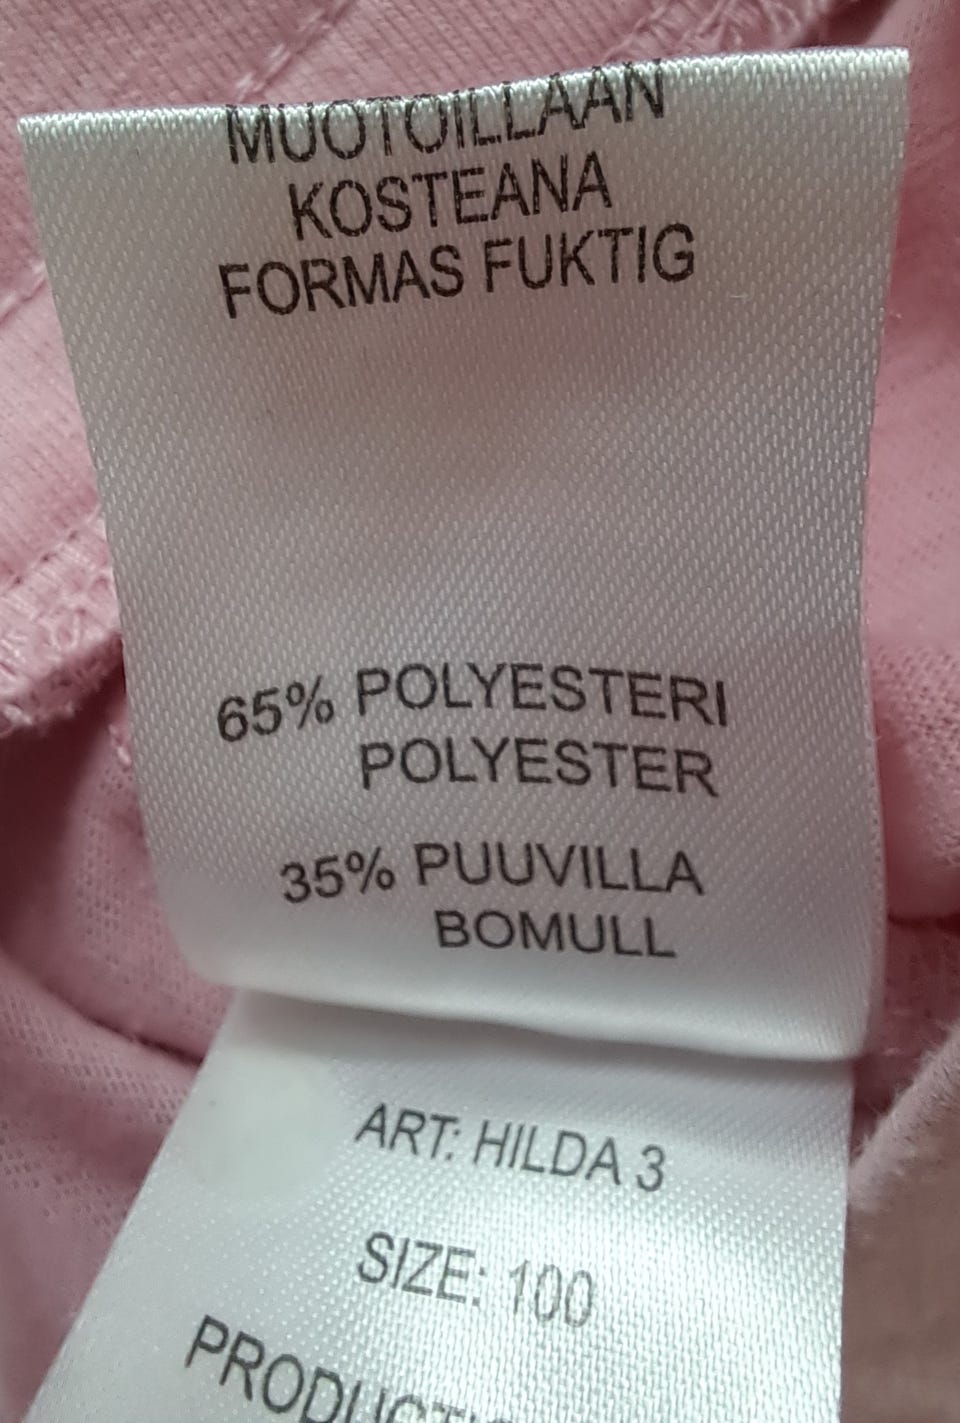 MUOTOILLAAN
KOSTEANA
FORMAS FUKTIG
65% POLYESTERI
POLYESTER
35% PUUVILLA
BOMULL
ART: HILDA 3
SIZE: 100